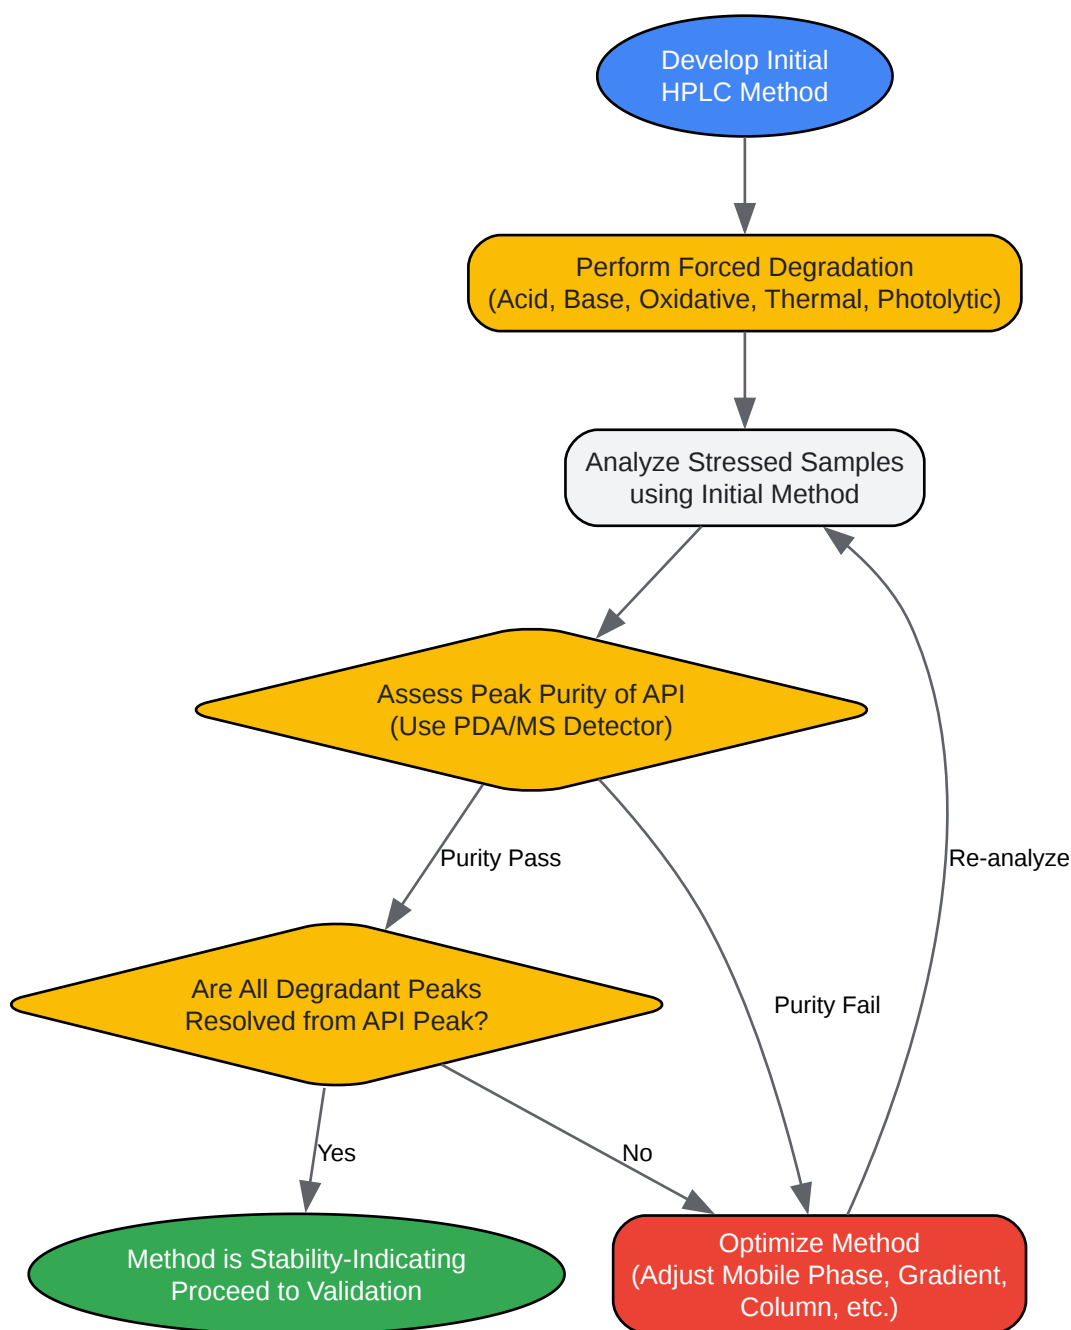 Develop Initial
HPLC Method
Perform Forced Degradation
(Acid, Base, Oxidative, Thermal, Photolytic)
Analyze Stressed Samples
using Initial Method
Assess Peak Purity of API
(Use PDA/MS Detector)
Purity Pass
Re-analyze
Are All Degradant Peaks
Resolved from API Peak?
Purity Fail
Yes
No
Method is Stability-Indicating
Proceed to Validation
Optimize Method
(Adjust Mobile Phase, Gradient,
Column, etc.)